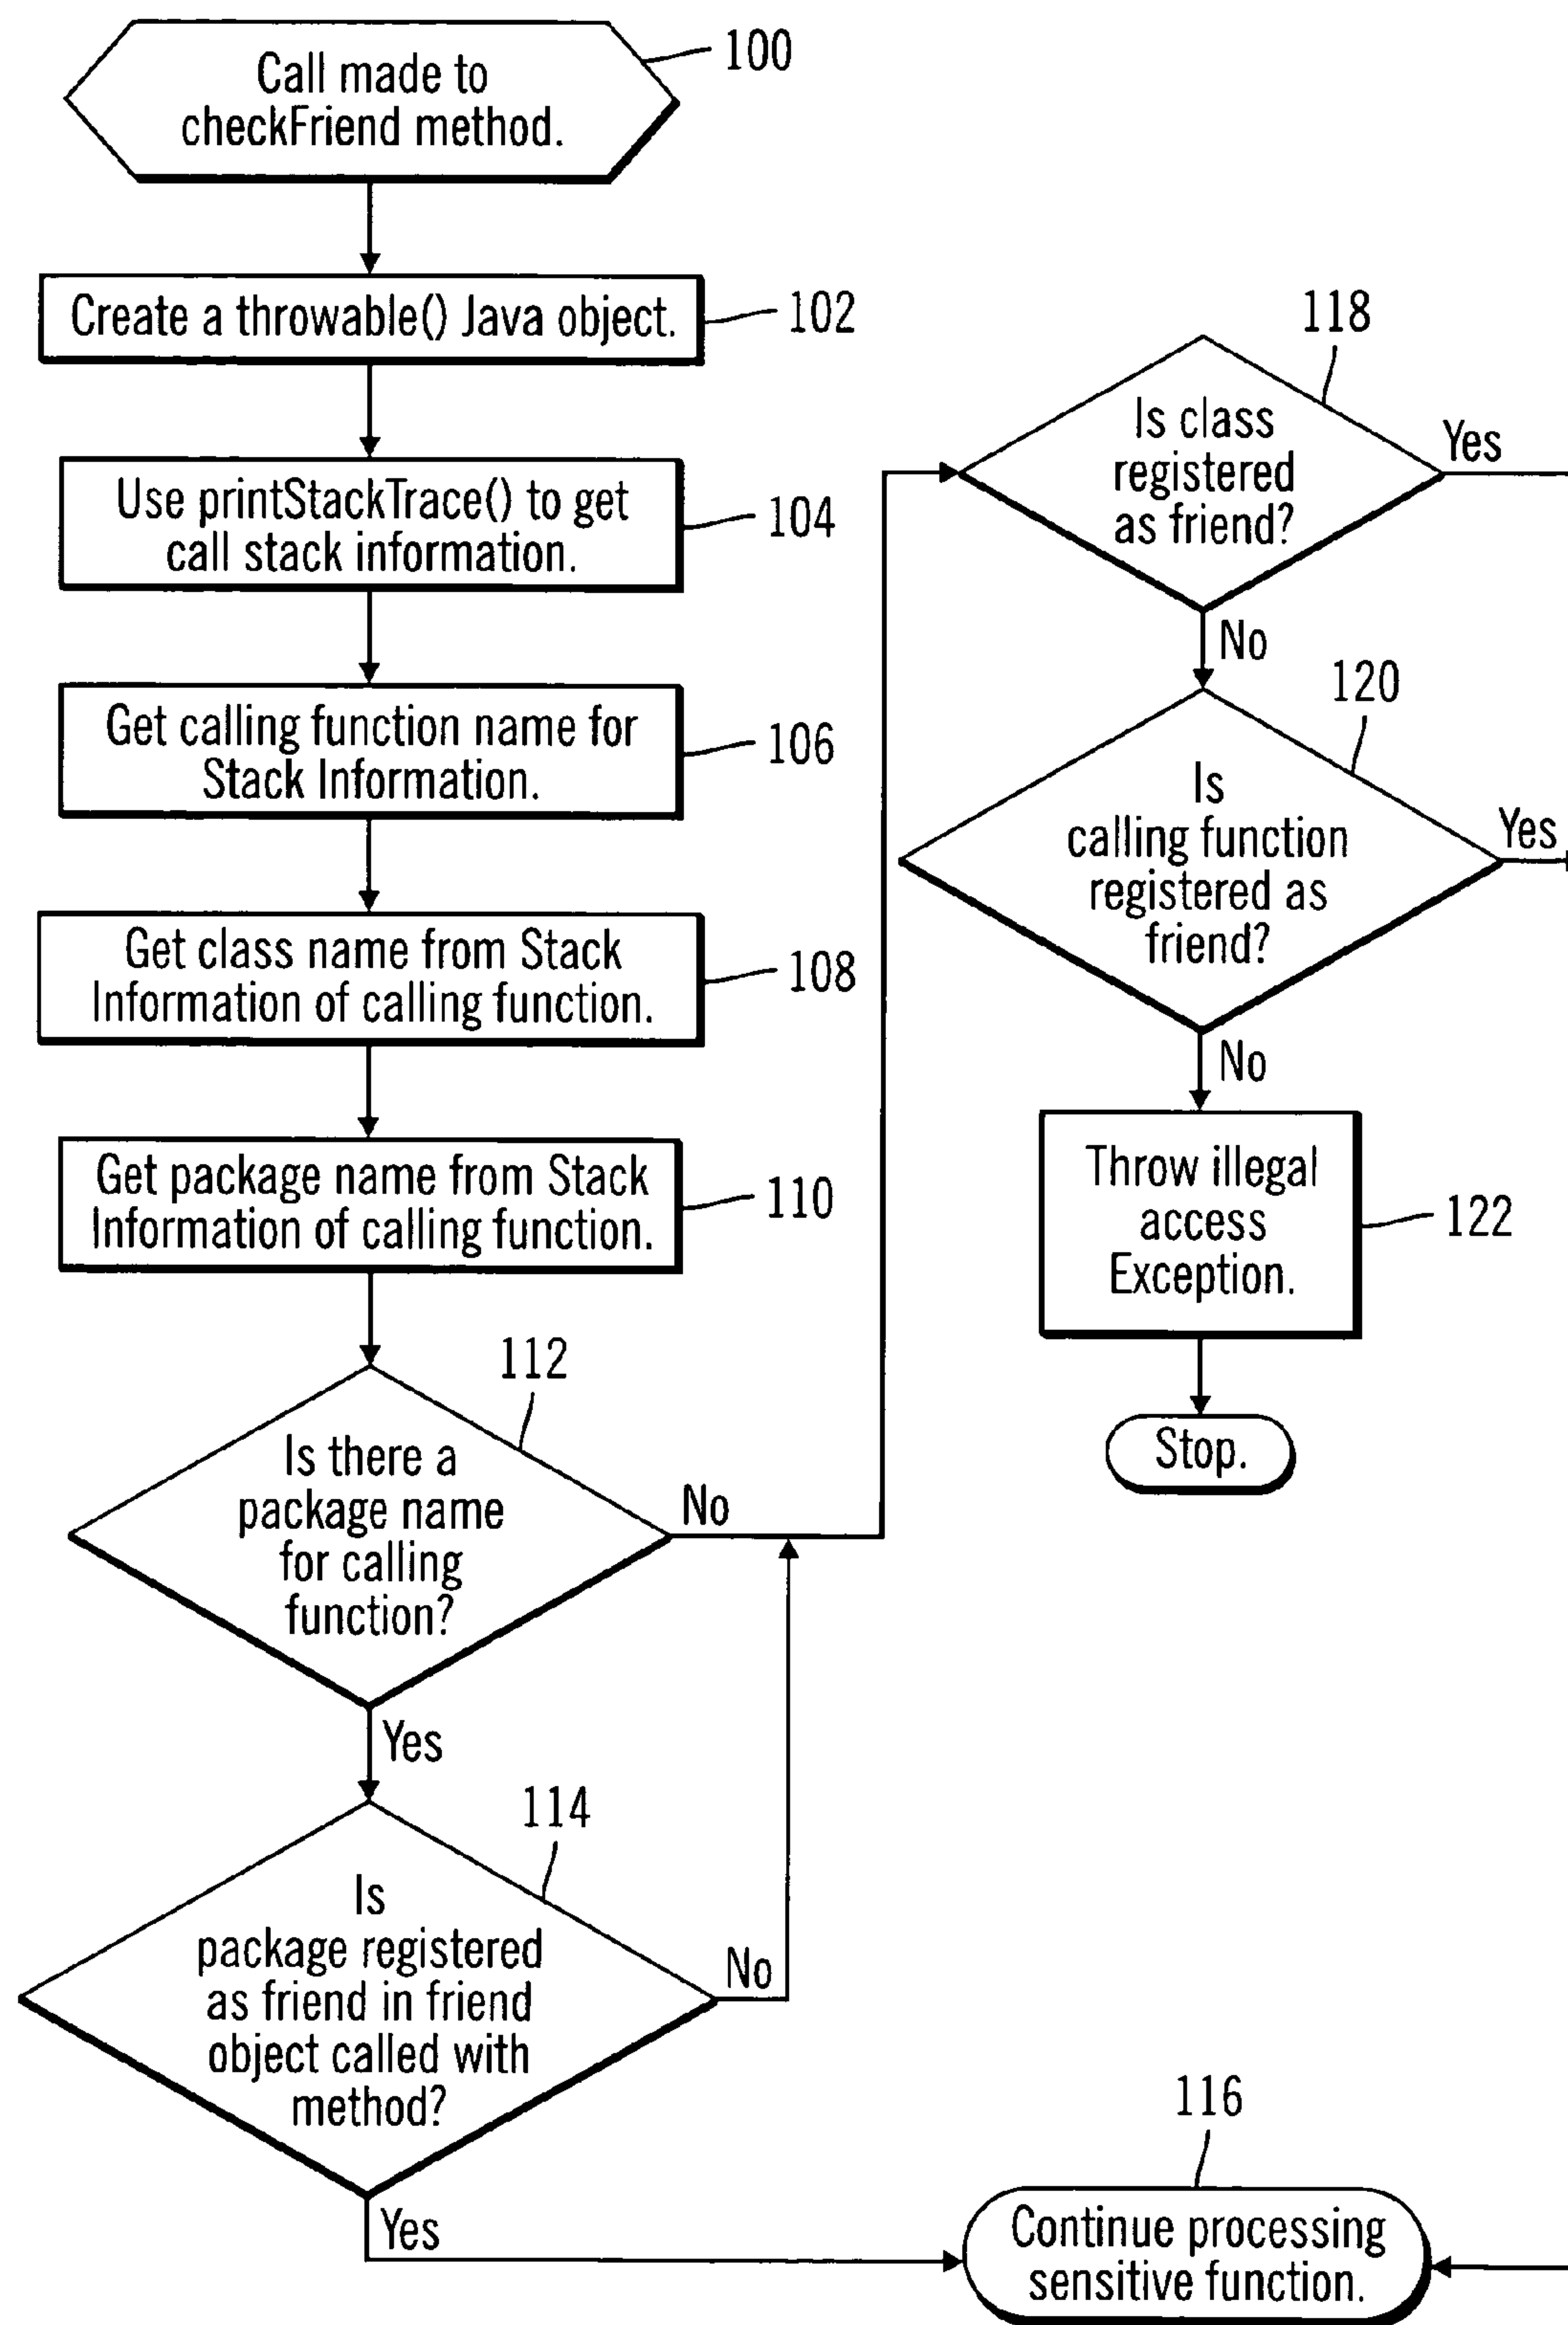 Call made to
checkFriend method.
100
Create a throwable() Java object.
102
Use printStackTrace() to get
call stack information.
104
Get calling function name for
Stack Information.
106
Get class name from Stack
Information of calling function.
108
Get package name from Stack
Information of calling function.
110
112
Is there a
package name
for calling
function?
No
Yes
114
Is
package registered
as friend in friend
object called with
method?
No
Yes
118
Is class
registered
as friend?
Yes
No
120
Is
calling function
registered as
friend?
Yes
No
Throw illegal
access
Exception.
122
Stop.
116
Continue processing
sensitive function.